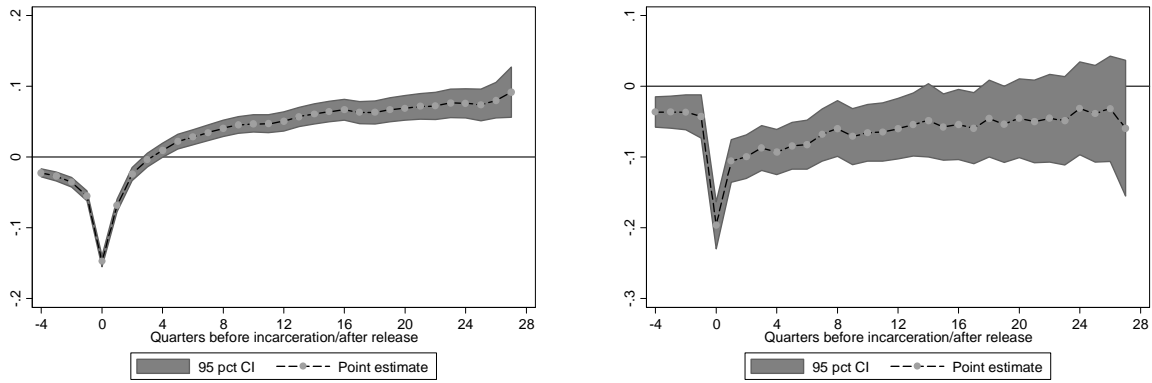 .2
.1
0
-.1
-.2
-4 0 4 8 12 16 20 24 28
Quarters before incarceration/after release
95 pct CI Point estimate
.1
0
-.1
-.2
-.3
-4 0 4 8 12 16 20 24 28
Quarters before incarceration/after release
95 pct CI Point estimate